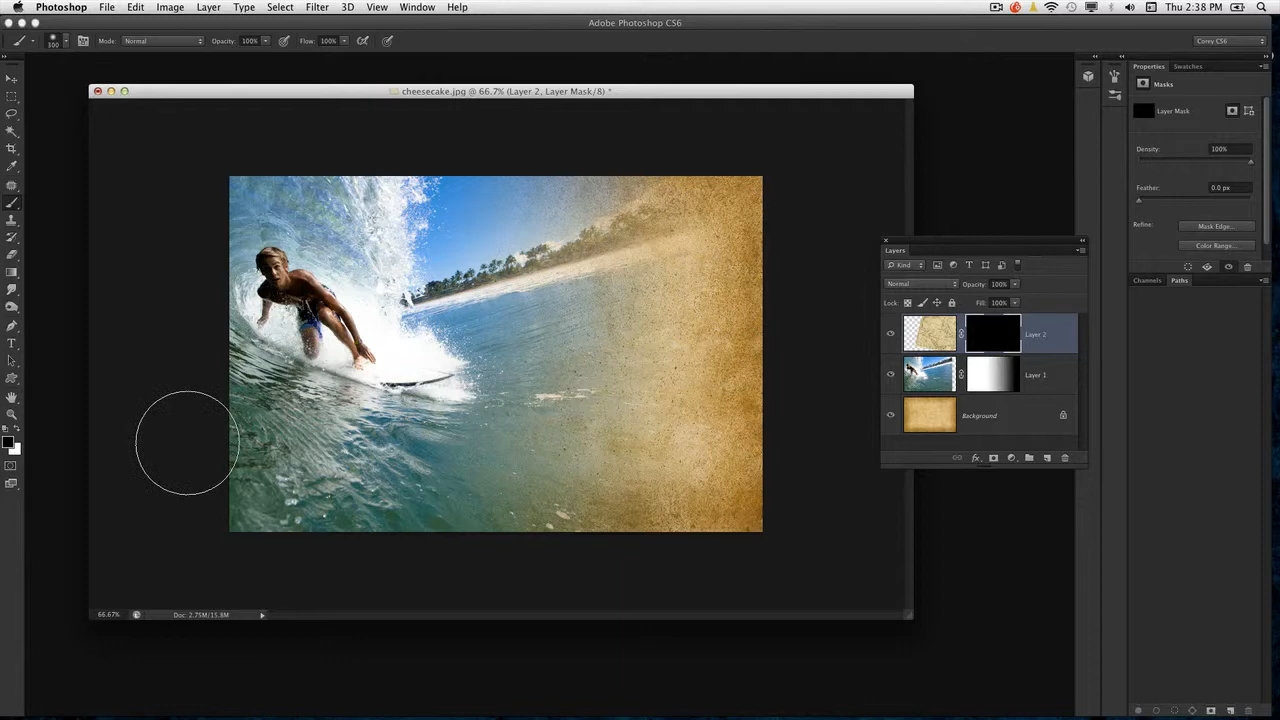 Photoshop File Edit Image Layer Type Select Filter 3D View Window Help Thu 2:38 PM
Adobe Photoshop CS6
300 Mode: Normal Opacity: 100% Flow: 100% Corey CS6
cheesecake.jpg @ 66.7% (Layer 2, Layer Mask/8) *
Properties Swatches
Masks
Layer Mask
Density: 100%
Feather: 0.0 px
Refine: Mask Edge...
Color Range...
Channels Paths
Layers
Kind
Normal Opacity: 100%
Lock: Fill: 100%
Layer 2
Layer 1
Background
fx
66.67% Doc: 2.75M/15.8M